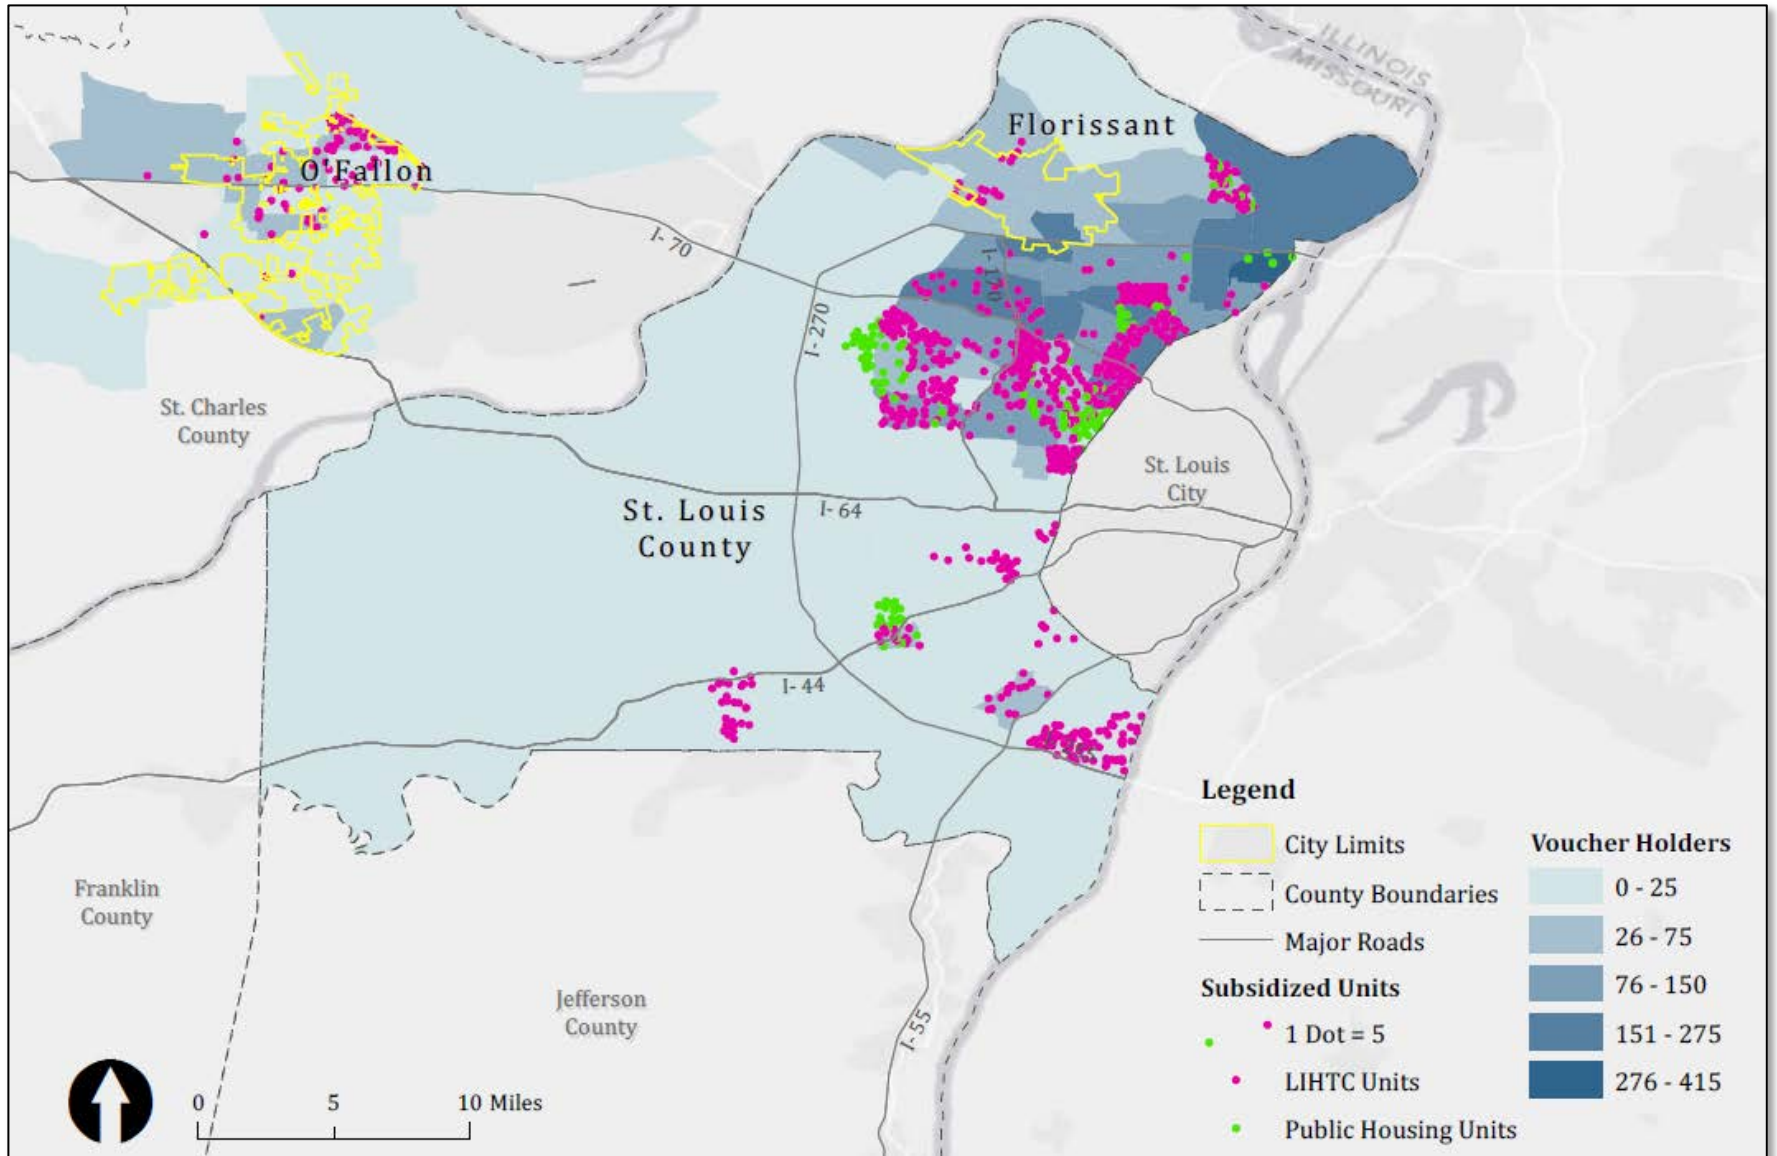 ILLINOIS
MISSOURI
Florissant
O'Fallon
I-70
I-170
I-270
St. Charles
County
St. Louis
City
St. Louis
County
I-64
I-44
Franklin
County
Jefferson
County
I-55
0 5 10 Miles
Legend
City Limits
County Boundaries
Major Roads
Subsidized Units
1 Dot = 5
LIHTC Units
Public Housing Units
Voucher Holders
0 - 25
26 - 75
76 - 150
151 - 275
276 - 415